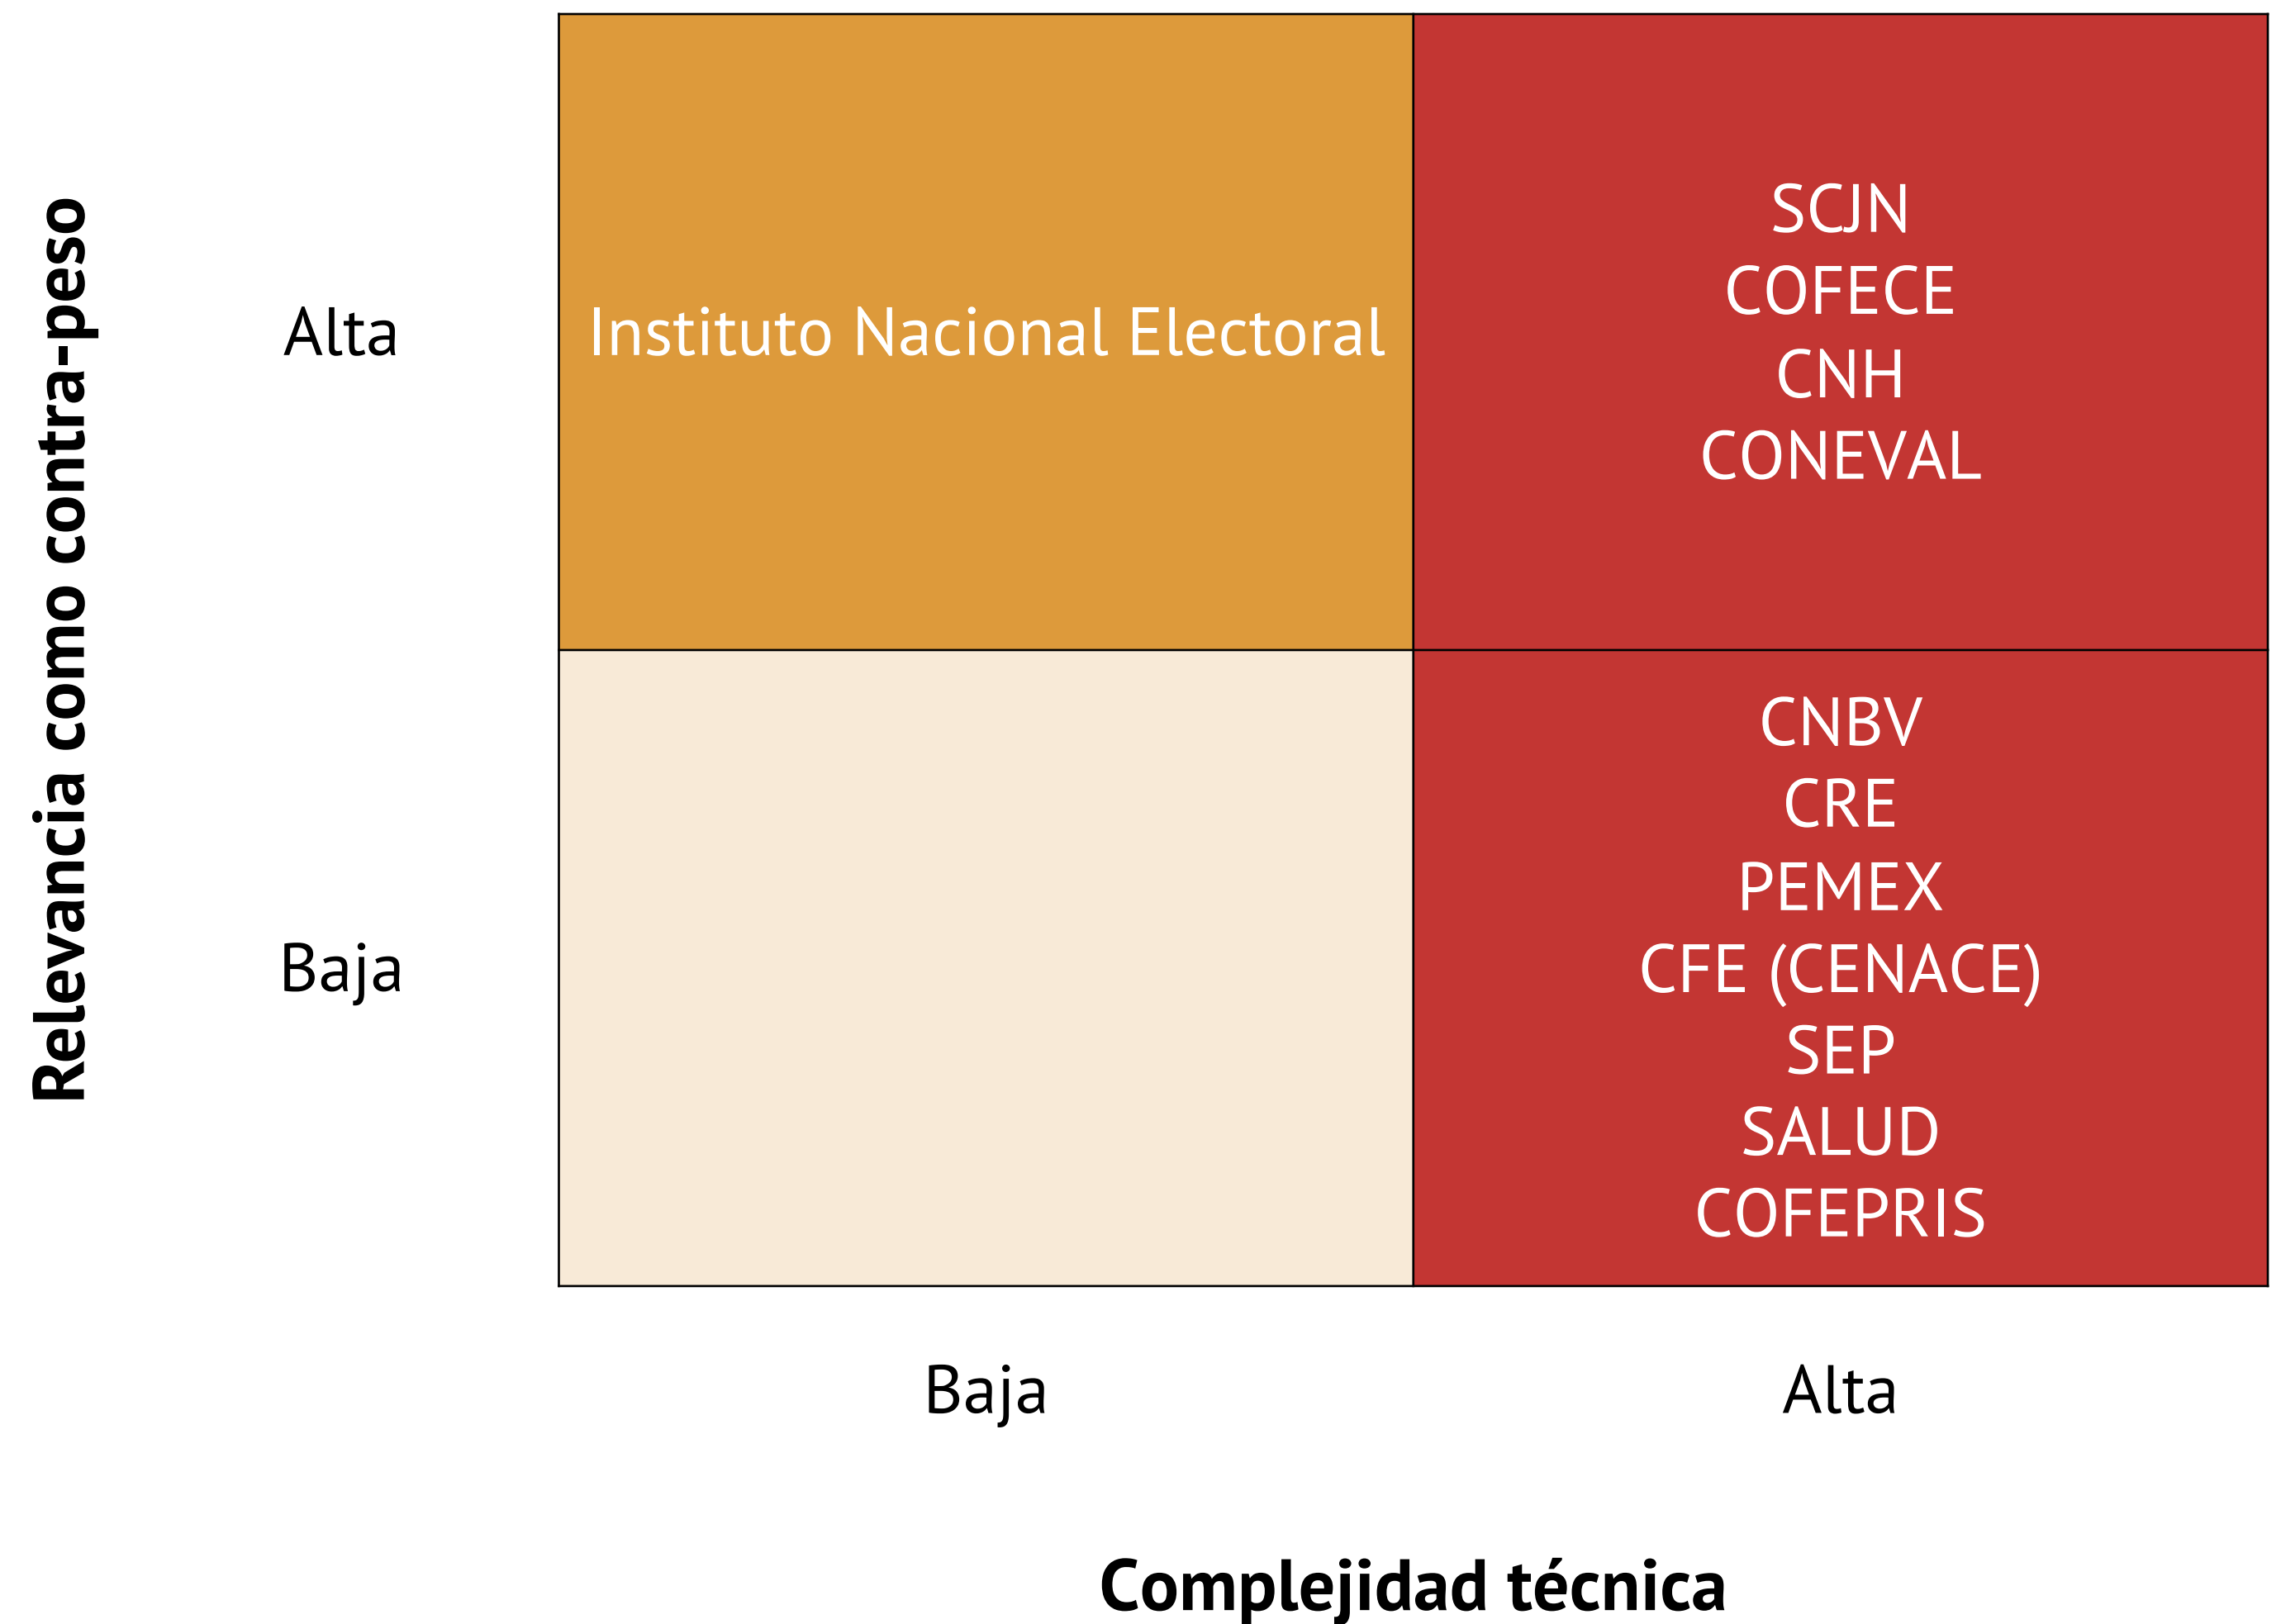 Relevancia como contra-peso
Alta
Instituto Nacional Electoral
SCJN
COFECE
CNH
CONEVAL
Baja
CNBV
CRE
PEMEX
CFE (CENACE)
SEP
SALUD
COFEPRIS
Baja
Alta
Complejidad técnica